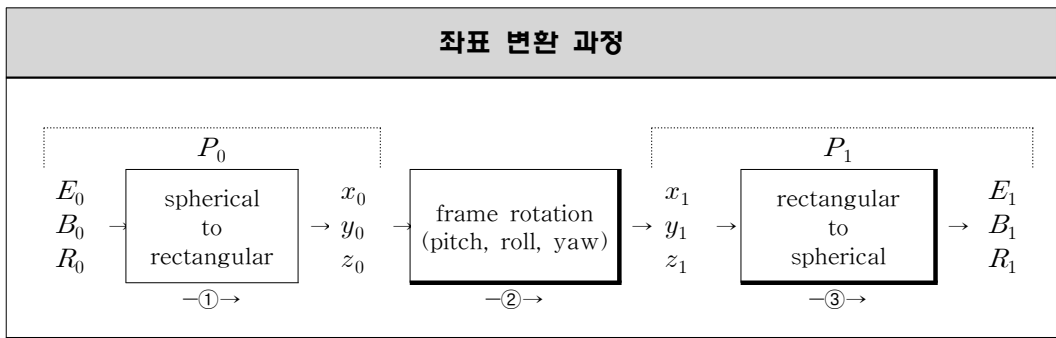 좌표 변환 과정
P₀
P₁
E₀
B₀
R₀
→
spherical
to
rectangular
→
x₀
y₀
z₀
→
frame rotation
(pitch, roll, yaw)
→
x₁
y₁
z₁
→
rectangular
to
spherical
→
E₁
B₁
R₁
−①→
−②→
−③→